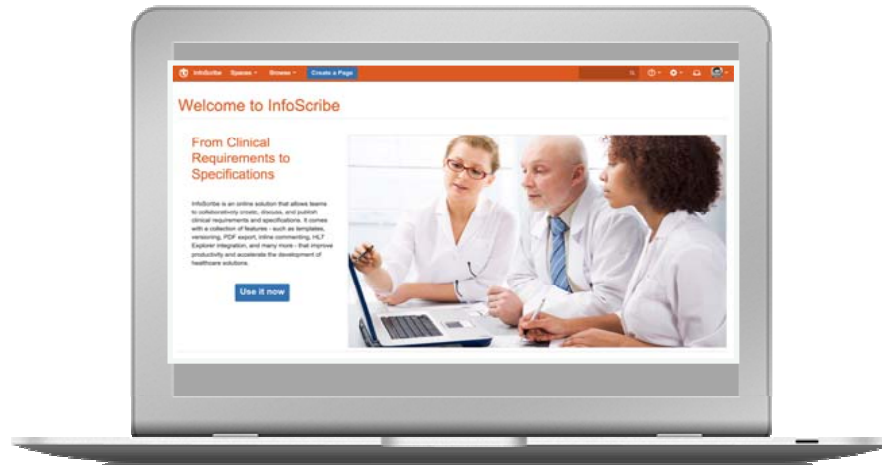 InfoScribe Spaces Browse Create a Page
Welcome to InfoScribe
From Clinical
Requirements to
Specifications
InfoScribe is an online solution that allows teams
to collaboratively create, discuss, and publish
clinical requirements and specifications. It comes
with a collection of features - such as templates,
versioning, PDF export, inline commenting, HL7
Explorer integration, and many more - that improve
productivity and accelerate the development of
healthcare solutions.
Use it now